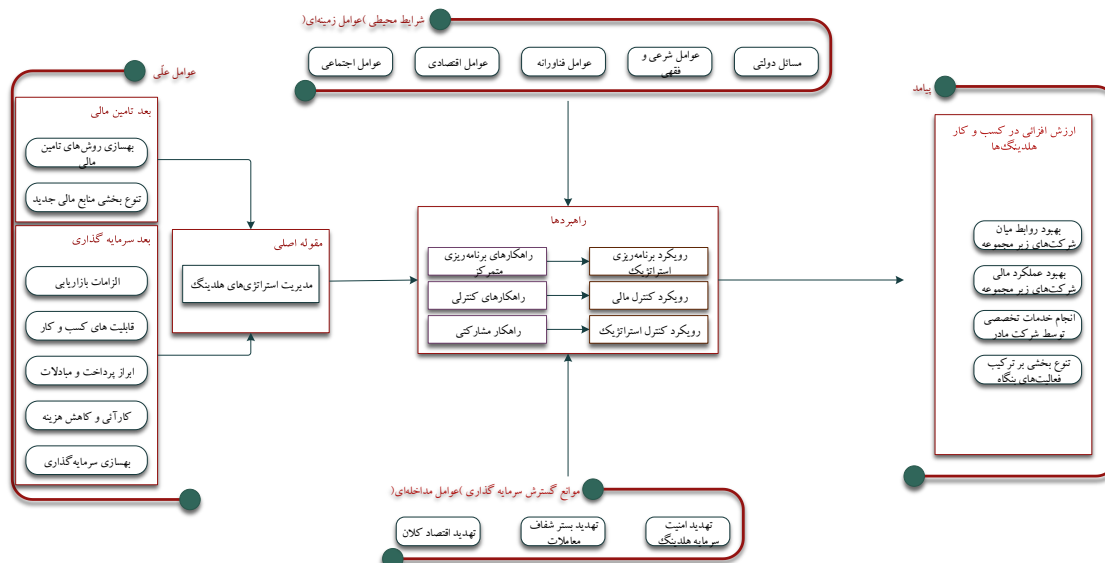 شرایط محیطی )عوامل زمینه‌ای(
مسائل دولتی
عوامل شرعی و
فقهی
عوامل فناورانه
عوامل اقتصادی
عوامل اجتماعی
عوامل علّی
بعد تامین مالی
بهسازی روش‌های تامین
مالی
تنوع بخشی منابع مالی جدید
بعد سرمایه گذاری
الزامات بازاریابی
قابلیت های کسب و کار
ابراز پرداخت و مبادلات
کارآئی و کاهش هزینه
بهسازی سرمایه‌گذاری
مقوله اصلی
مدیریت استراتژی‌های هلدینگ
راهبردها
راهکارهای برنامه‌ریزی
متمرکز
رویکرد برنامه‌ریزی
استراتژیک
راهکارهای کنترلی
رویکرد کنترل مالی
راهکار مشارکتی
رویکرد کنترل استراتژیک
موانع گسترش سرمایه گذاری )عوامل مداخله‌ای(
تهدید امنیت
سرمایه هلدینگ
تهدید بستر شفاف
معاملات
تهدید اقتصاد کلان
پیامد
ارزش افزائی در کسب و کار
هلدینگ‌ها
بهبود روابط میان
شرکت‌های زیر مجموعه
بهبود عملکرد مالی
شرکت‌های زیر مجموعه
انجام خدمات تخصصی
توسط شرکت مادر
تنوع بخشی بر ترکیب
فعالیت‌های بنگاه